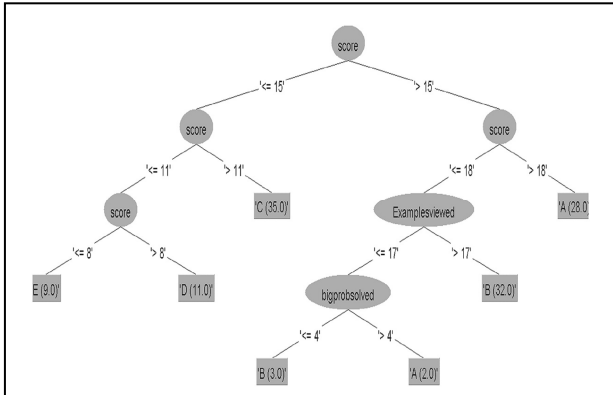 score
'<= 15'
'> 15'
score
score
'<= 11'
'> 11'
'<= 18'
'> 18'
score
'C (35.0)'
Examplesviewed
'A (28.0
'<= 8'
'> 8'
'<= 17'
'> 17'
E (9.0)'
'D (11.0)'
bigprobsolved
'B (32.0)'
'<= 4'
'> 4'
'B (3.0)'
'A (2.0)'